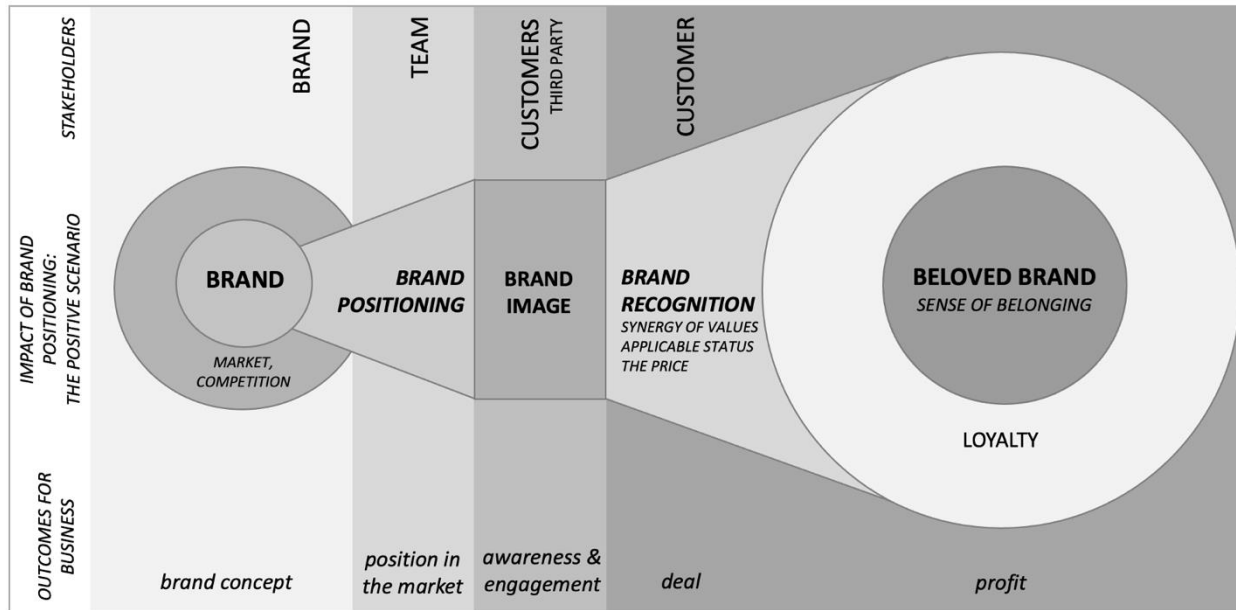 STAKEHOLDERS
BRAND
TEAM
CUSTOMERS
THIRD PARTY
CUSTOMER
IMPACT OF BRAND
POSITIONING:
THE POSITIVE SCENARIO
BRAND
MARKET,
COMPETITION
BRAND
POSITIONING
BRAND
IMAGE
BRAND
RECOGNITION
SYNERGY OF VALUES
APPLICABLE STATUS
THE PRICE
BELOVED BRAND
SENSE OF BELONGING
LOYALTY
OUTCOMES FOR
BUSINESS
brand concept
position in
the market
awareness &
engagement
deal
profit